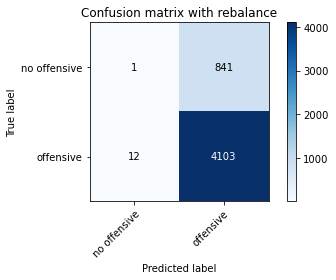 Confusion matrix with rebalance
no offensive
offensive
True label
1
841
12
4103
no offensive
offensive
Predicted label
4000
3000
2000
1000